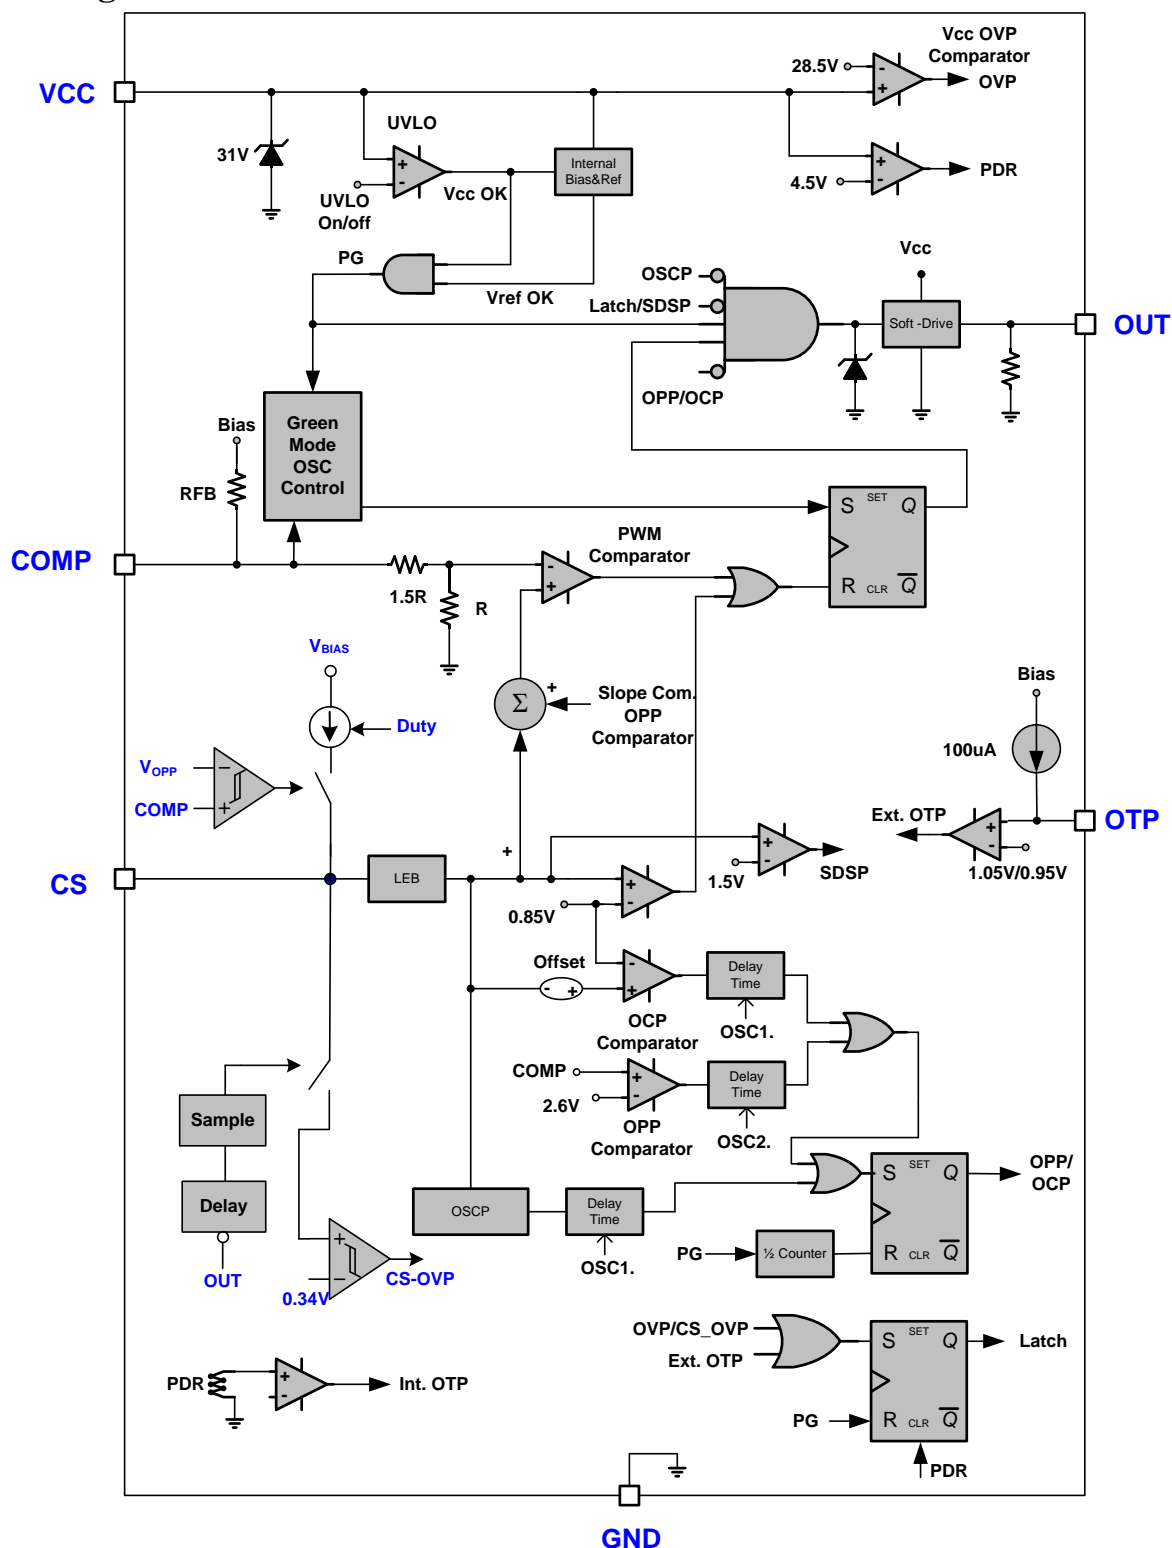 Vcc OVP
Comparator
28.5V
-
+
OVP
VCC
UVLO
31V
+
-
Internal
Bias&Ref
+
-
PDR
4.5V
UVLO
On/off
Vcc OK
PG
Vref OK
Vcc
OSCP
Latch/SDSP
Soft -Drive
OUT
OPP/OCP
Bias
Green
Mode
OSC
Control
RFB
S SET Q
R CLR Q
PWM
Comparator
COMP
-
+
1.5R
R
VBIAS
Duty
Σ
+
Slope Com.
OPP
Comparator
Bias
100uA
VOPP
-
COMP
+
Ext. OTP
+
-
OTP
1.05V/0.95V
+
CS
LEB
+
-
1.5V
SDSP
+
-
0.85V
Offset
- +
-
+
Delay
Time
OCP
Comparator
OSC1.
COMP
+
-
2.6V
Delay
Time
OPP
Comparator
OSC2.
Sample
Delay
OUT
+
-
0.34V
CS-OVP
OSCP
Delay
Time
OSC1.
S SET Q
R CLR Q
OPP/
OCP
PG
½ Counter
OVP/CS_OVP
Ext. OTP
S SET Q
R CLR Q
Latch
PG
PDR
PDR
+
-
Int. OTP
GND